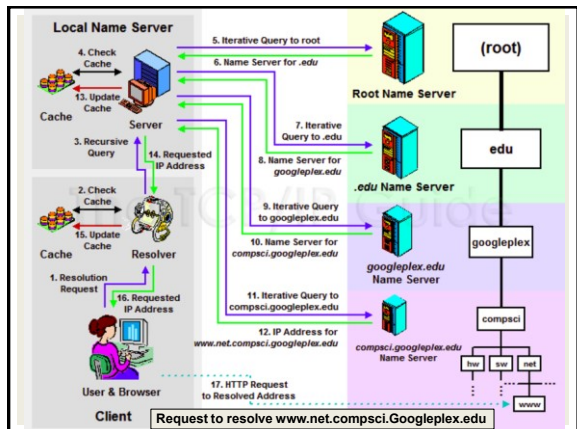 Local Name Server
4. Check
Cache
13. Update
Cache
Cache
Server
3. Recursive
Query
14. Requested
IP Address
2. Check
Cache
15. Update
Cache
Cache
Resolver
1. Resolution
Request
16. Requested
IP Address
User & Browser
Client
5. Iterative Query to root
6. Name Server for .edu
7. Iterative
Query to .edu
8. Name Server for
googleplex.edu
9. Iterative Query
to googleplex.edu
10. Name Server for
compsci.googleplex.edu
11. Iterative Query to
compsci.googleplex.edu
12. IP Address for
www.net.compsci.googleplex.edu
17. HTTP Request
to Resolved Address
Root Name Server
.edu Name Server
googleplex.edu
Name Server
compsci.googleplex.edu
Name Server
(root)
edu
googleplex
compsci
hw
sw
net
www
The TCP/IP Guide
Request to resolve www.net.compsci.Googleplex.edu